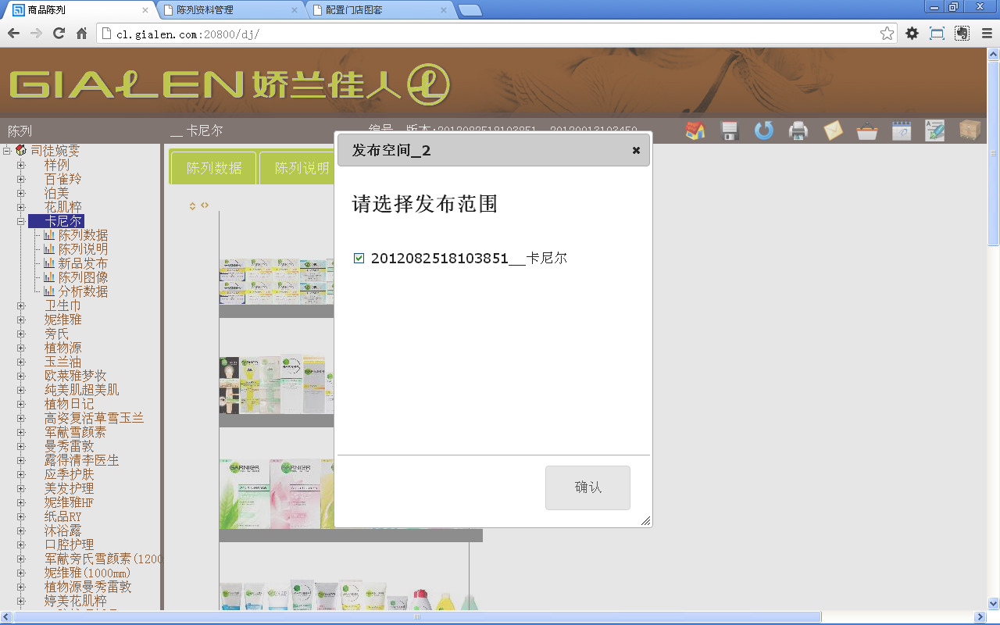 商品陈列
陈列资料管理
配置门店图套
cl.gialen.com:20800/dj/
GIALEN 娇兰佳人
陈列
__ 卡尼尔
编号__版本:2012082518103851__20120913103450
司徒婉雯
样例
百雀羚
泊美
花肌粹
卡尼尔
陈列数据
陈列说明
新品发布
陈列图像
分析数据
卫生巾
妮维雅
旁氏
植物源
玉兰油
欧莱雅梦妆
纯美肌超美肌
植物日记
高姿复活草雪玉兰
军献雪颜素
曼秀雷敦
露得清李医生
应季护肤
美发护理
妮维雅HF
纸品RY
沐浴露
口腔护理
军献旁氏雪颜素(1200
妮维雅(1000mm)
植物源曼秀雷敦
婷美花肌粹
陈列数据
陈列说明
发布空间_2
请选择发布范围
2012082518103851__卡尼尔
确认
GARNIER
GARNIER